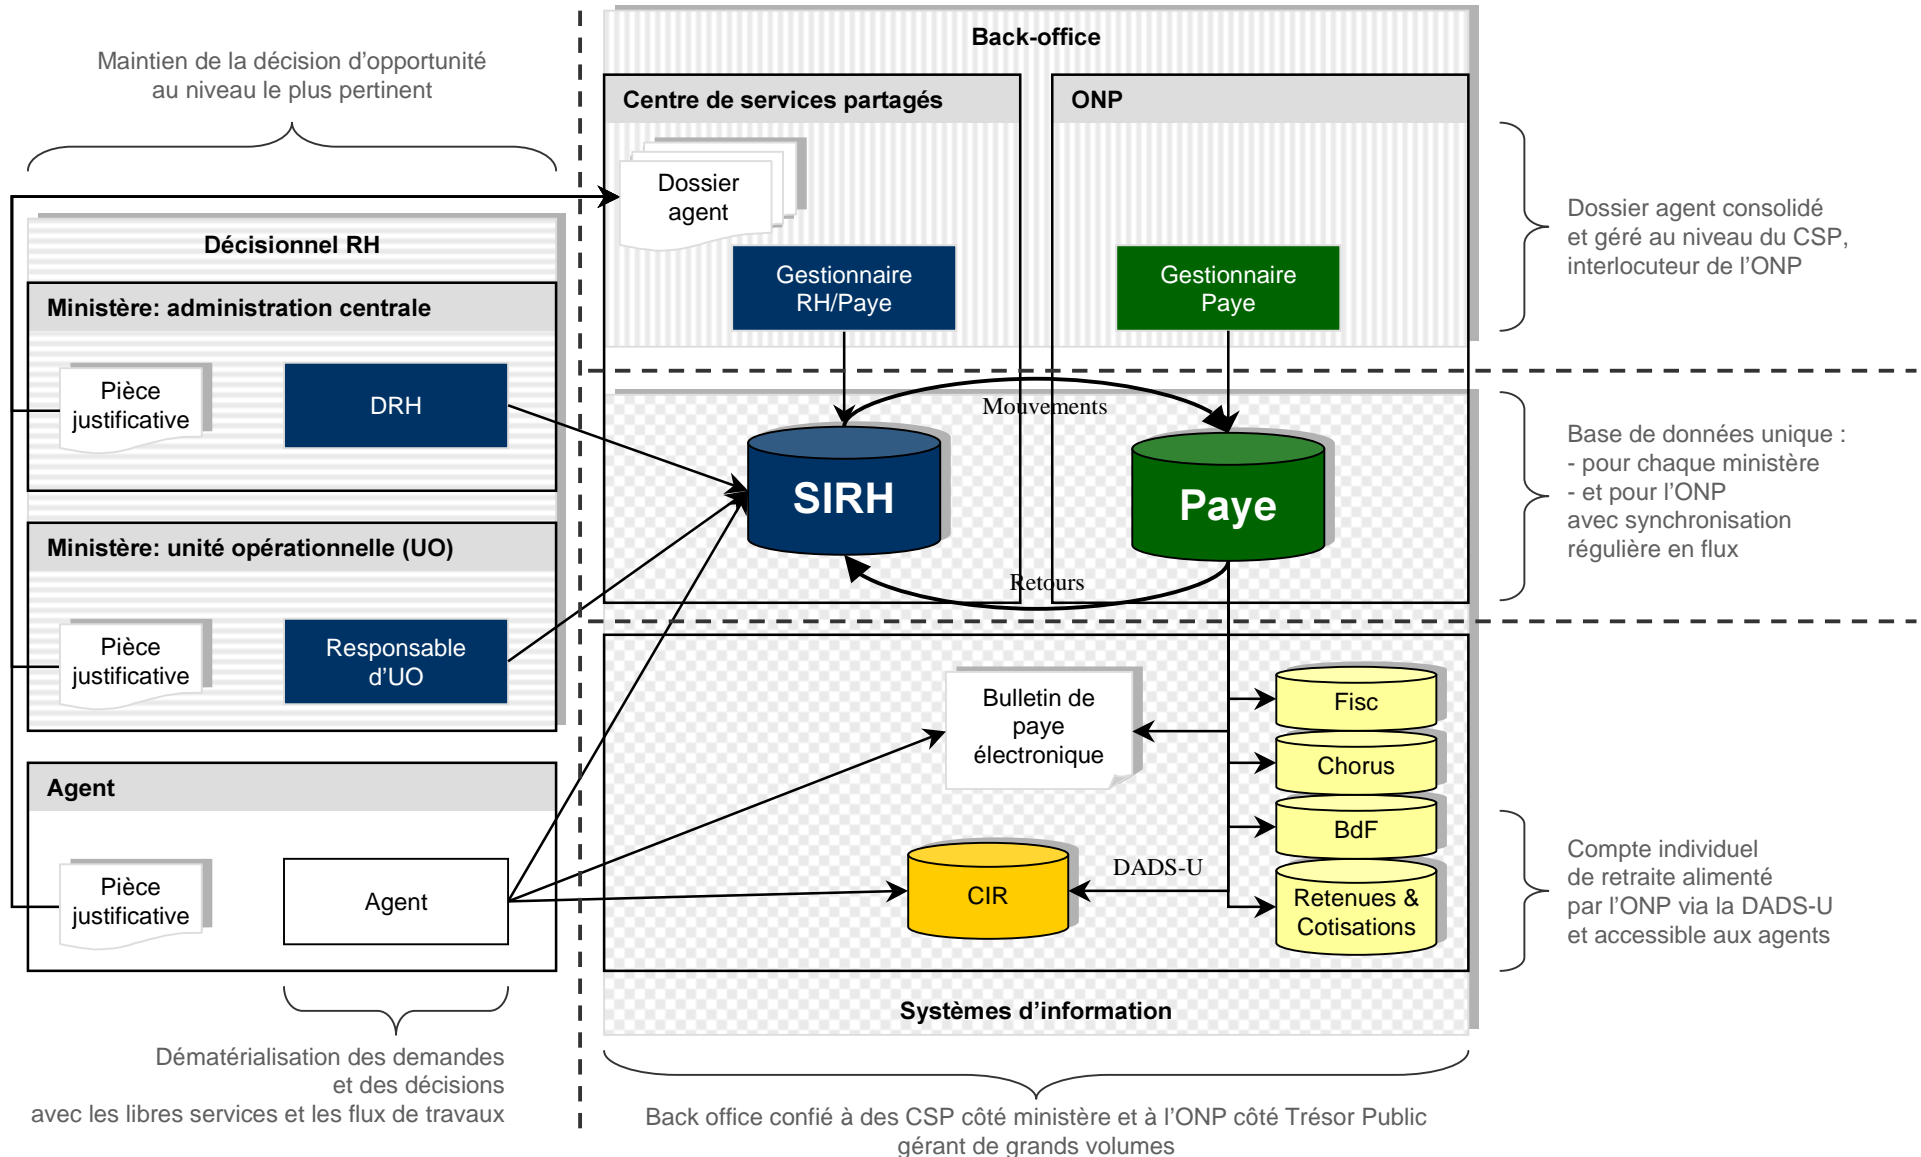 Maintien de la décision d’opportunité
au niveau le plus pertinent
Back-office
Centre de services partagés
ONP
Dossier
agent
Gestionnaire
RH/Paye
Gestionnaire
Paye
Dossier agent consolidé
et géré au niveau du CSP,
interlocuteur de l’ONP
Décisionnel RH
Ministère: administration centrale
Pièce
justificative
DRH
Mouvements
SIRH
Paye
Retours
Base de données unique :
- pour chaque ministère
- et pour l’ONP
avec synchronisation
régulière en flux
Ministère: unité opérationnelle (UO)
Pièce
justificative
Responsable
d’UO
Bulletin de
paye
électronique
Fisc
Chorus
BdF
Retenues &
Cotisations
DADS-U
CIR
Agent
Pièce
justificative
Agent
Compte individuel
de retraite alimenté
par l’ONP via la DADS-U
et accessible aux agents
Systèmes d’information
Dématérialisation des demandes
et des décisions
avec les libres services et les flux de travaux
Back office confié à des CSP côté ministère et à l’ONP côté Trésor Public
gérant de grands volumes